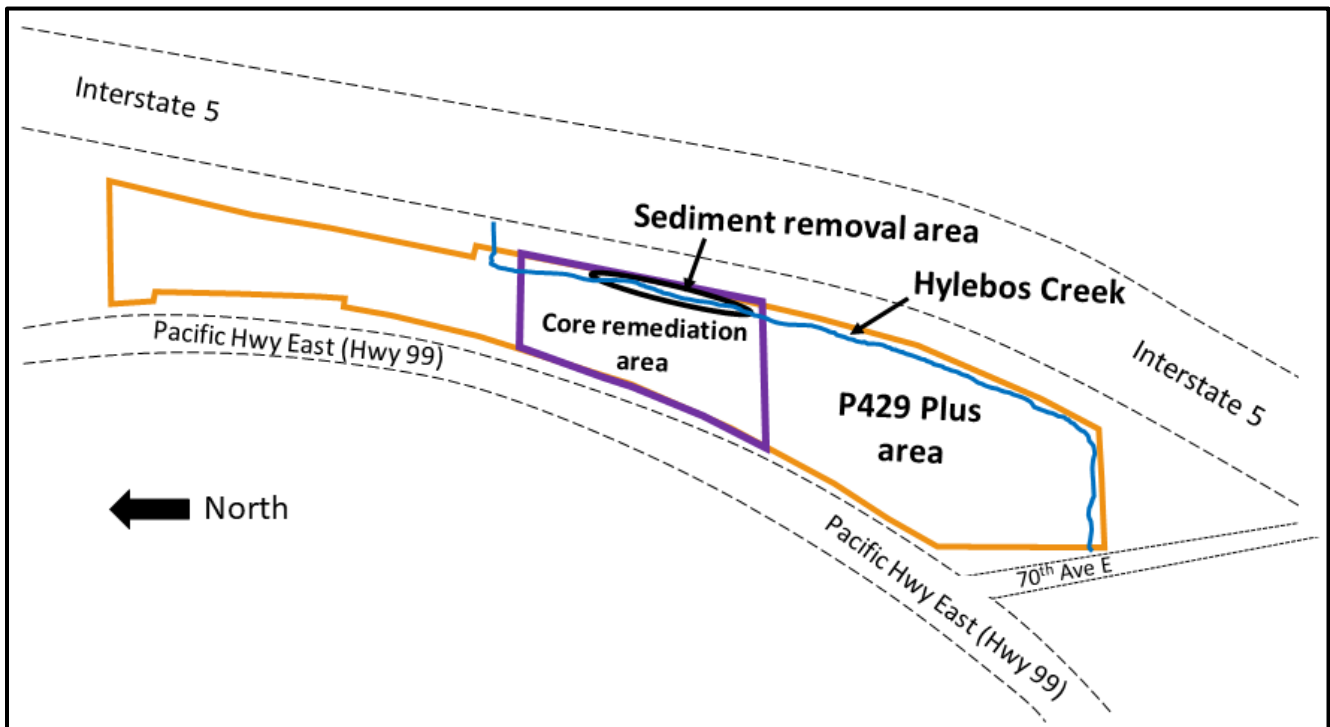 Interstate 5
Sediment removal area
Hylebos Creek
Core remediation
area
Pacific Hwy East (Hwy 99)
Interstate 5
P429 Plus
area
North
Pacific Hwy East (Hwy 99)
70th Ave E